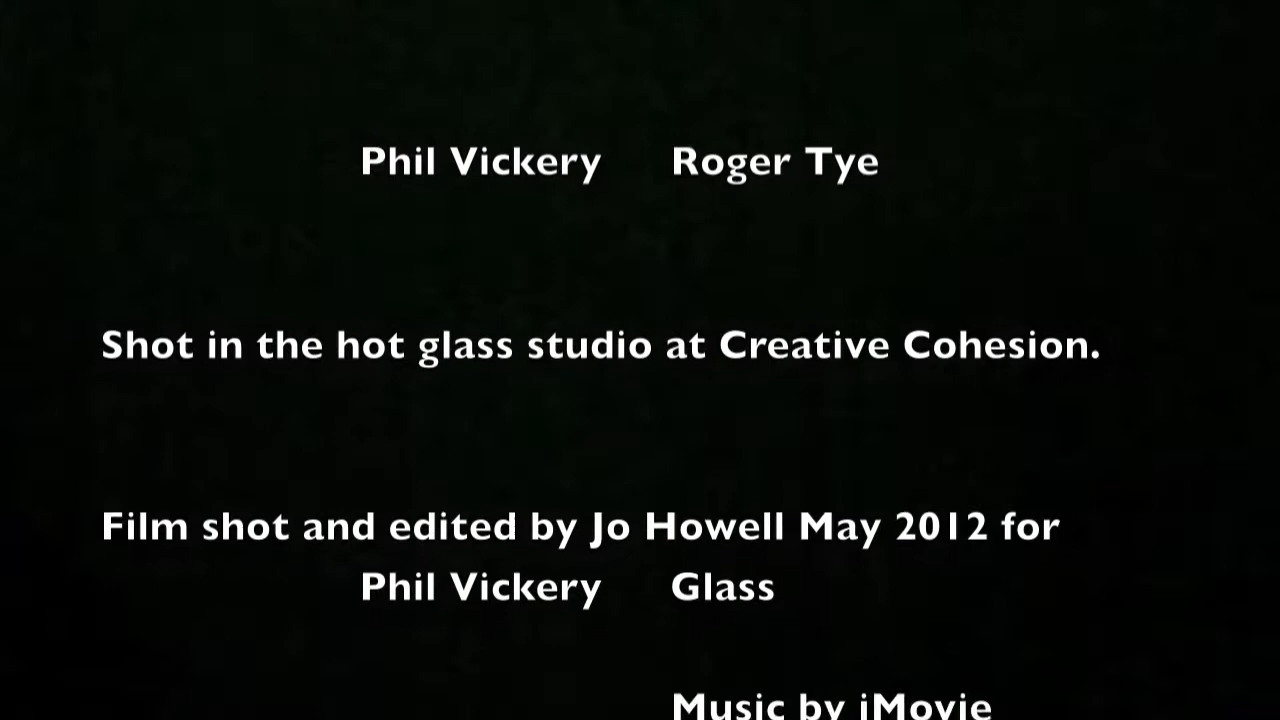 Phil Vickery Roger Tye
Shot in the hot glass studio at Creative Cohesion.
Film shot and edited by Jo Howell May 2012 for
Phil Vickery Glass
Music by iMovie